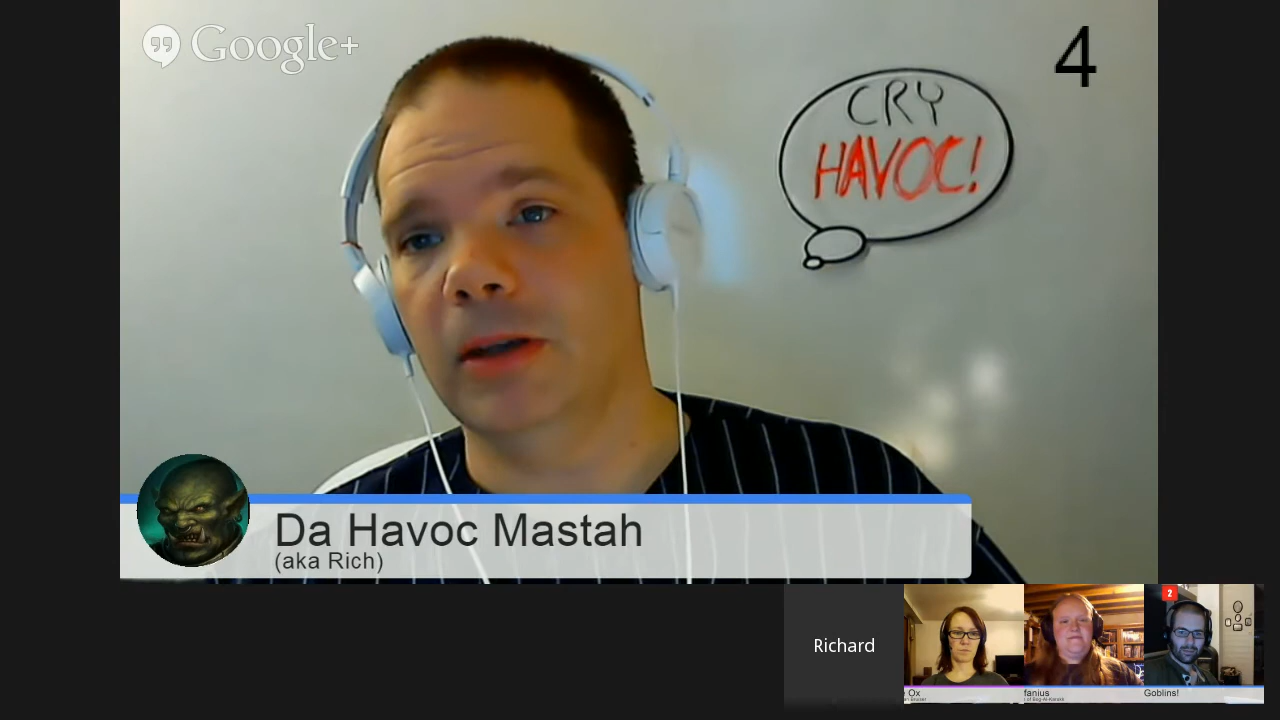 Google+
4
CRY
HAVOC!
Da Havoc Mastah
(aka Rich)
Richard
2
Ox
fanius
Goblins!